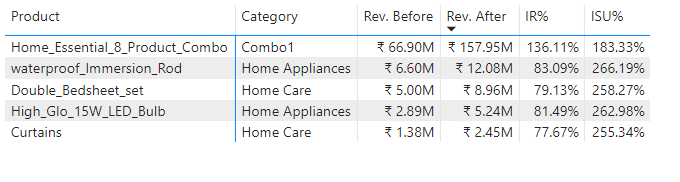 Product Category Rev. Before Rev. After IR% ISU%
Home_Essential_8_Product_Combo Combo1 ₹ 66.90M ₹ 157.95M 136.11% 183.33%
waterproof_Immersion_Rod Home Appliances ₹ 6.60M ₹ 12.08M 83.09% 266.19%
Double_Bedsheet_set Home Care ₹ 5.00M ₹ 8.96M 79.13% 258.27%
High_Glo_15W_LED_Bulb Home Appliances ₹ 2.89M ₹ 5.24M 81.49% 262.98%
Curtains Home Care ₹ 1.38M ₹ 2.45M 77.67% 255.34%